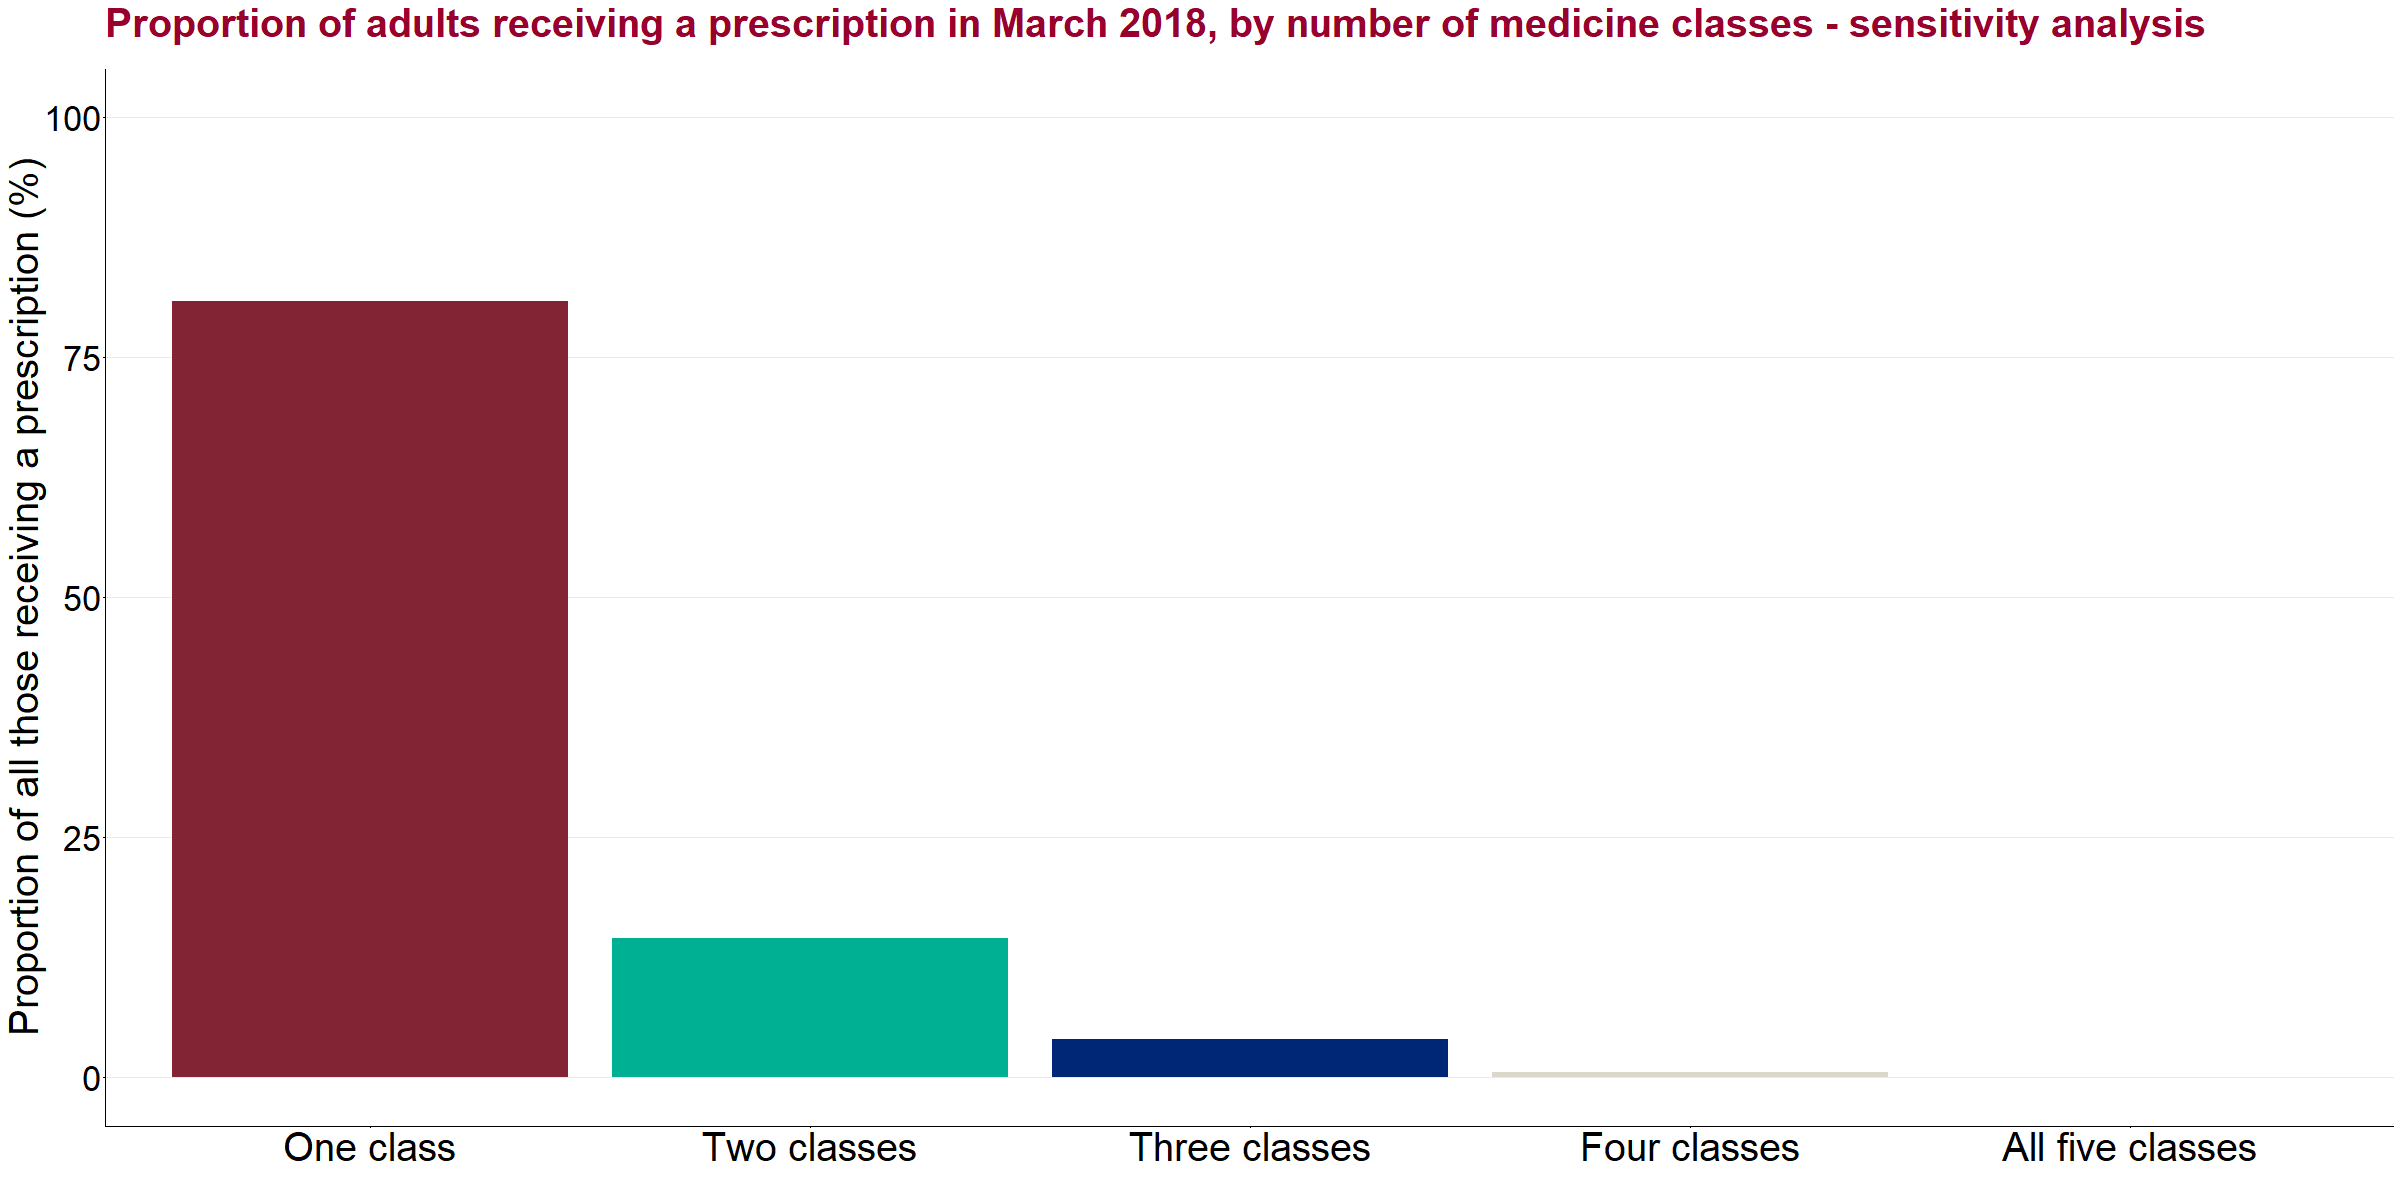 Proportion of adults receiving a prescription in March 2018, by number of medicine classes - sensitivity analysis
Proportion of all those receiving a prescription (%)
100
75
50
25
0
One class
Two classes
Three classes
Four classes
All five classes